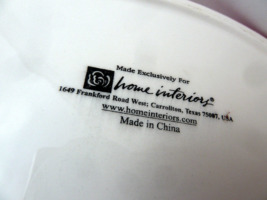 Made Exclusively For
home interiors®
1649 Frankford Road West; Carrollton, Texas 75007, USA
www.homeinteriors.com
Made in China